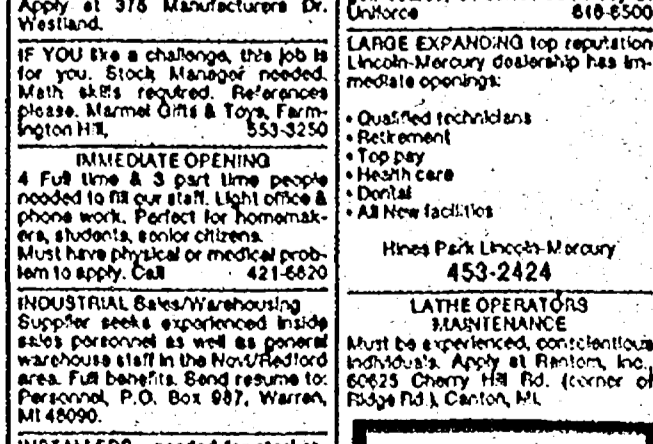 Apply at 378 Manufacturers Dr.
Westland.
IF YOU like a challenge, this job is
for you. Stock Manager needed.
Math skills required. References
please. Marmel Gifts & Toys, Farm-
ington Hill, 553-3250
IMMEDIATE OPENING
4 Full time & 3 part time people
needed to fill our staff. Light office &
phone work. Perfect for homemak-
ers, students, senior citizens.
Must have physical or medical prob-
lem to apply. Call 421-6820
INDUSTRIAL Sales/Warehousing
Supplier seeks experienced inside
sales personnel as well as general
warehouse staff in the Novi/Redford
area. Full benefits. Send resume to:
Personnel, P.O. Box 987, Warren,
MI 48090.
INSTALLERS needed for
Uniforce 646-8500
LARGE EXPANDING top reputation
Lincoln-Mercury dealership has im-
mediate openings:
• Qualified technicians
• Retirement
• Top pay
• Health care
• Dental
• All New facilities
Hines Park Lincoln-Mercury
453-2424
LATHE OPERATORS
MAINTENANCE
Must be experienced, conscientious
individuals. Apply at Rantom, Inc.,
50625 Cherry Hill Rd. (corner of
Ridge Rd.), Canton, MI.